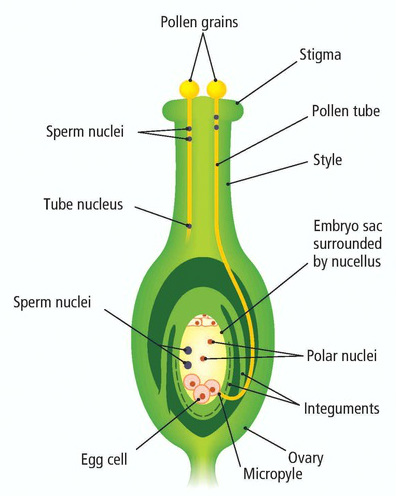 Pollen grains
Stigma
Pollen tube
Sperm nuclei
Style
Tube nucleus
Embryo sac
surrounded
by nucellus
Sperm nuclei
Polar nuclei
Integuments
Egg cell
Ovary
Micropyle